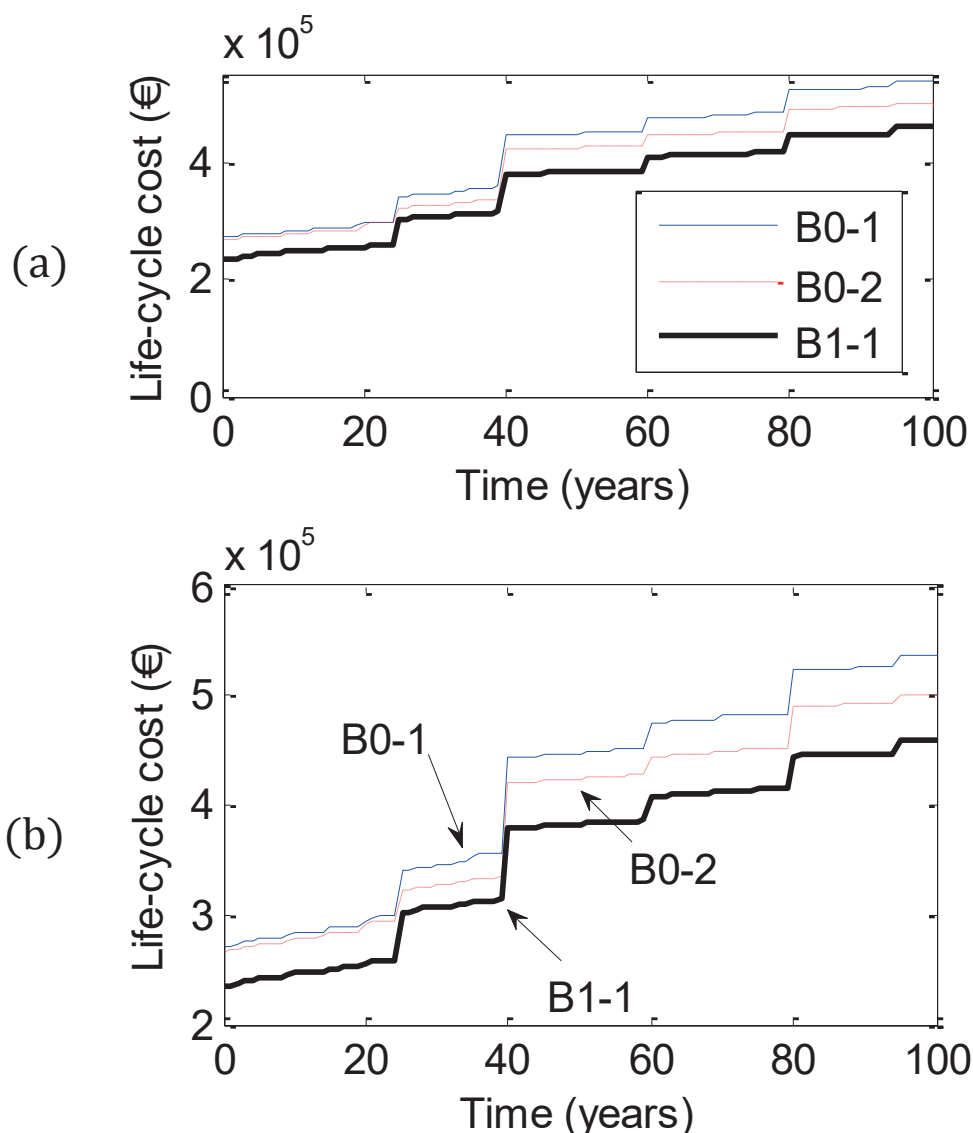 (a)
x 10^5
Life-cycle cost (€)
4
2
0
0 20 40 60 80 100
Time (years)
B0-1
B0-2
B1-1
(b)
x 10^5
Life-cycle cost (€)
6
5
4
3
2
0 20 40 60 80 100
Time (years)
B0-1
B0-2
B1-1